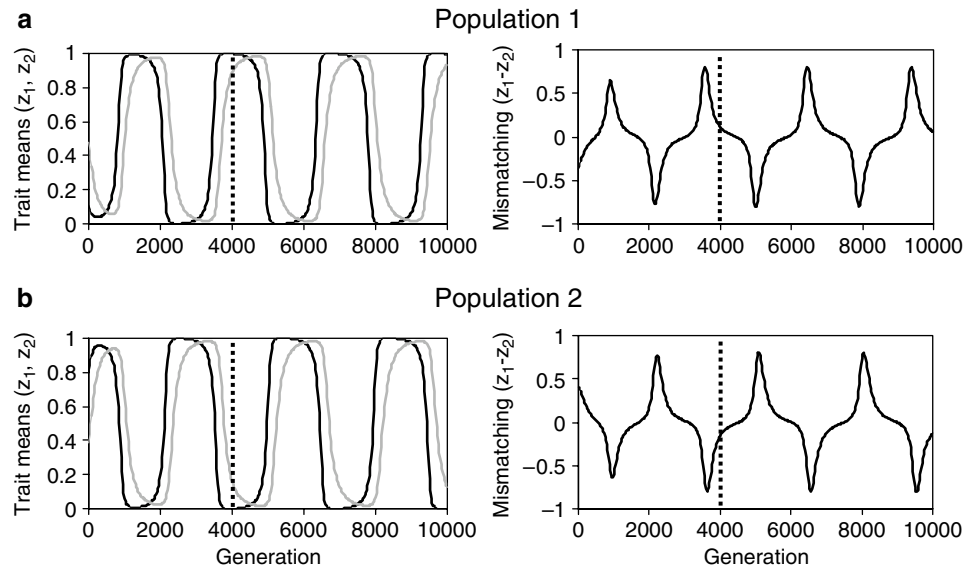 a
Population 1
Trait means (z1, z2)
1
0.8
0.6
0.4
0.2
0
0 2000 4000 6000 8000 10000
Mismatching (z1-z2)
1
0.5
0
−0.5
−1
0 2000 4000 6000 8000 10000
b
Population 2
Trait means (z1, z2)
1
0.8
0.6
0.4
0.2
0
0 2000 4000 6000 8000 10000
Generation
Mismatching (z1-z2)
1
0.5
0
−0.5
−1
0 2000 4000 6000 8000 10000
Generation